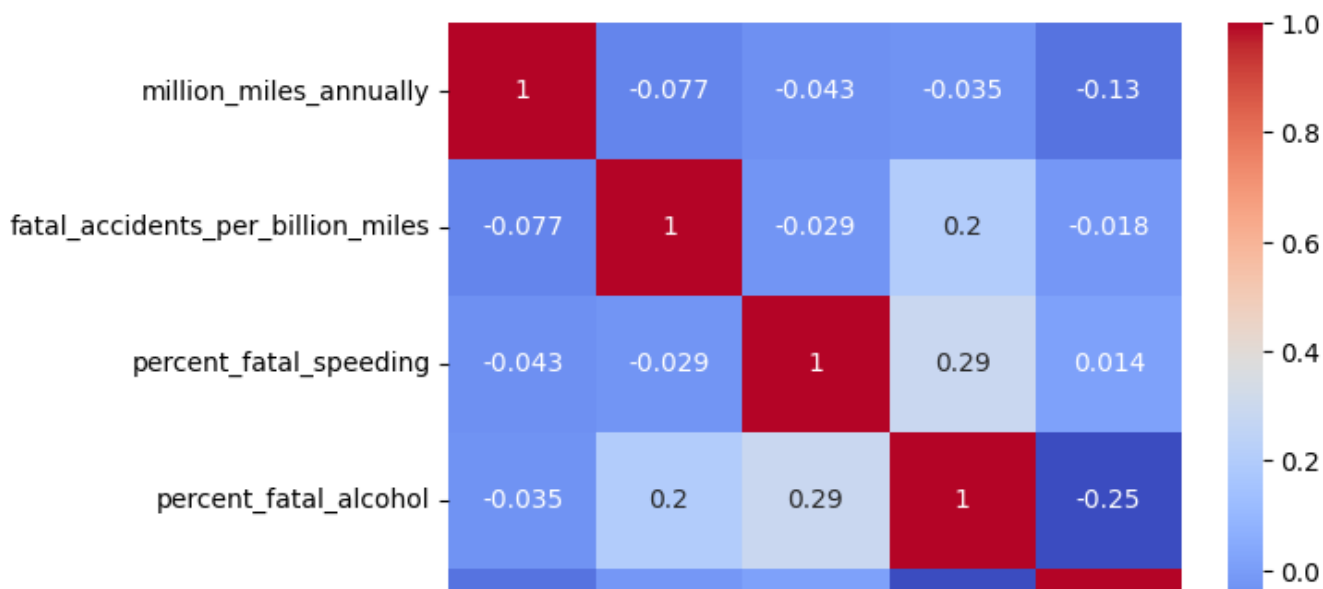 million_miles_annually 1 -0.077 -0.043 -0.035 -0.13
fatal_accidents_per_billion_miles -0.077 1 -0.029 0.2 -0.018
percent_fatal_speeding -0.043 -0.029 1 0.29 0.014
percent_fatal_alcohol -0.035 0.2 0.29 1 -0.25
1.0
0.8
0.6
0.4
0.2
0.0